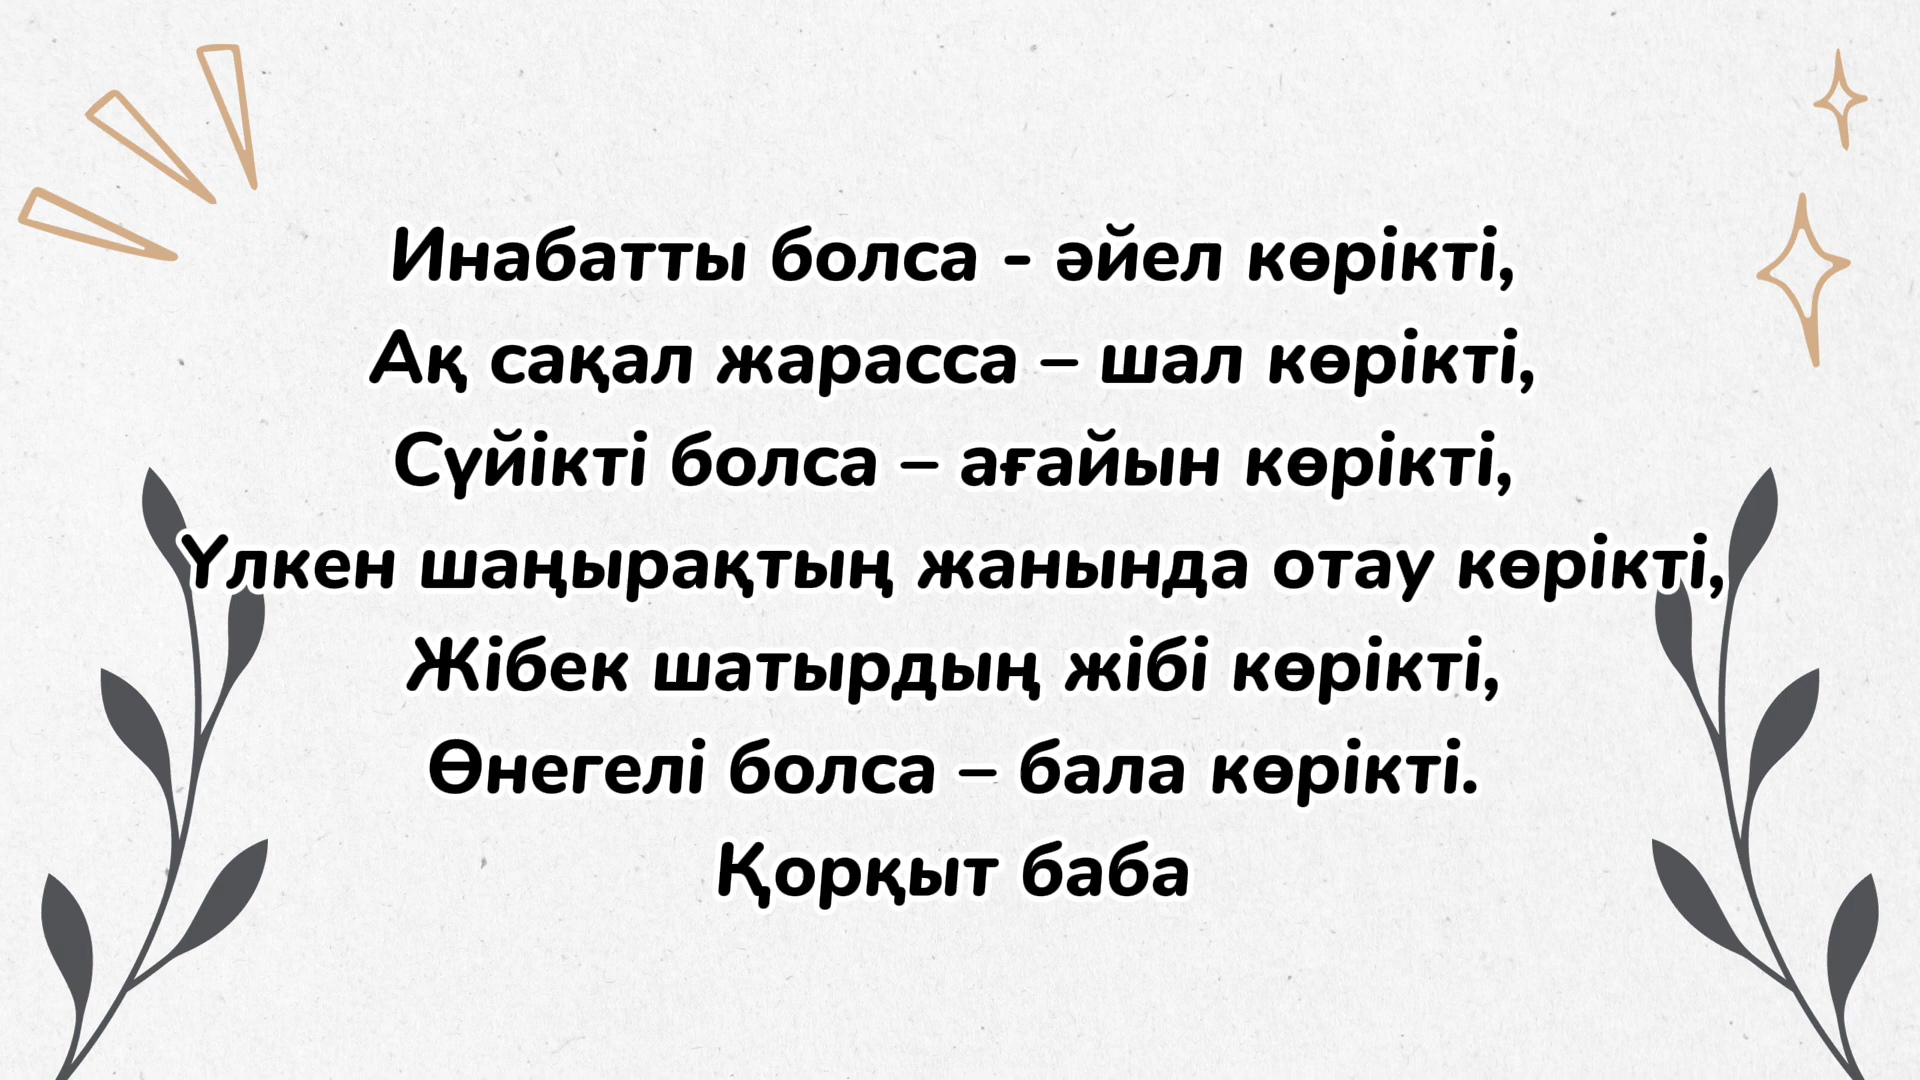 Инабатты болса - әйел көрікті,
Ақ сақал жарасса – шал көрікті,
Сүйікті болса – ағайын көрікті,
Үлкен шаңырақтың жанында отау көрікті,
Жібек шатырдың жібі көрікті,
Өнегелі болса – бала көрікті.
Қорқыт баба